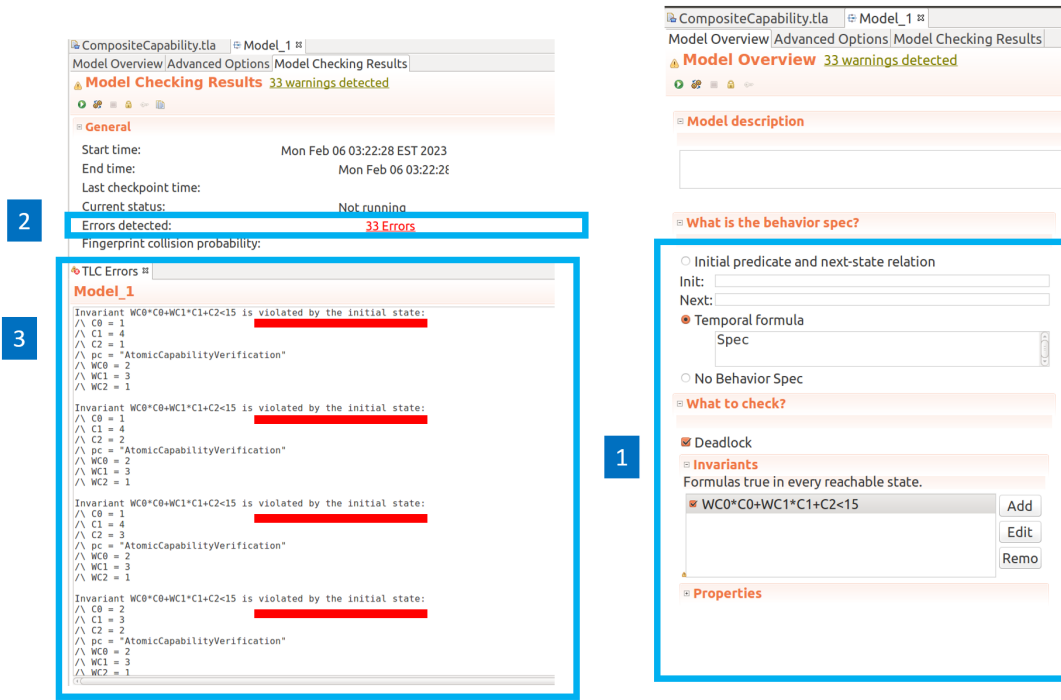 CompositeCapability.tla Model_1
Model Overview Advanced Options Model Checking Results
Model Checking Results 33 warnings detected
General
Start time: Mon Feb 06 03:22:28 EST 2023
End time: Mon Feb 06 03:22:28
Last checkpoint time:
Current status: Not running
2
Errors detected: 33 Errors
Fingerprint collision probability:
TLC Errors
Model_1
3
Invariant WC0*C0+WC1*C1+C2<15 is violated by the initial state:
/\ C0 = 1
/\ C1 = 4
/\ C2 = 1
/\ pc = "AtomicCapabilityVerification"
/\ WC0 = 2
/\ WC1 = 3
/\ WC2 = 1
Invariant WC0*C0+WC1*C1+C2<15 is violated by the initial state:
/\ C0 = 1
/\ C1 = 4
/\ C2 = 2
/\ pc = "AtomicCapabilityVerification"
/\ WC0 = 2
/\ WC1 = 3
/\ WC2 = 1
Invariant WC0*C0+WC1*C1+C2<15 is violated by the initial state:
/\ C0 = 1
/\ C1 = 4
/\ C2 = 3
/\ pc = "AtomicCapabilityVerification"
/\ WC0 = 2
/\ WC1 = 3
/\ WC2 = 1
Invariant WC0*C0+WC1*C1+C2<15 is violated by the initial state:
/\ C0 = 2
/\ C1 = 3
/\ C2 = 2
/\ pc = "AtomicCapabilityVerification"
/\ WC0 = 2
/\ WC1 = 3
/\ WC2 = 1
CompositeCapability.tla Model_1
Model Overview Advanced Options Model Checking Results
Model Overview 33 warnings detected
Model description
What is the behavior spec?
Initial predicate and next-state relation
Init:
Next:
Temporal formula
Spec
No Behavior Spec
What to check?
1
Deadlock
Invariants
Formulas true in every reachable state.
WC0*C0+WC1*C1+C2<15
Add
Edit
Remo
Properties